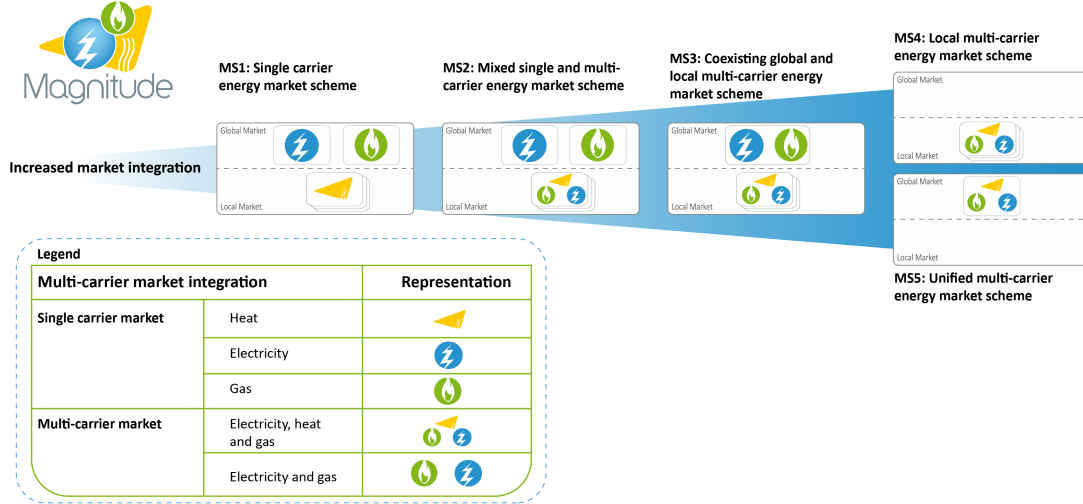 Magnitude
MS1: Single carrier
energy market scheme
MS2: Mixed single and multi-
carrier energy market scheme
MS3: Coexisting global and
local multi-carrier energy
market scheme
MS4: Local multi-carrier
energy market scheme
Increased market integration
Global Market
Local Market
Global Market
Local Market
Global Market
Local Market
Global Market
Local Market
Global Market
Local Market
MS5: Unified multi-carrier
energy market scheme
Legend
Multi-carrier market integration
Representation
Single carrier market
Heat
Electricity
Gas
Multi-carrier market
Electricity, heat
and gas
Electricity and gas